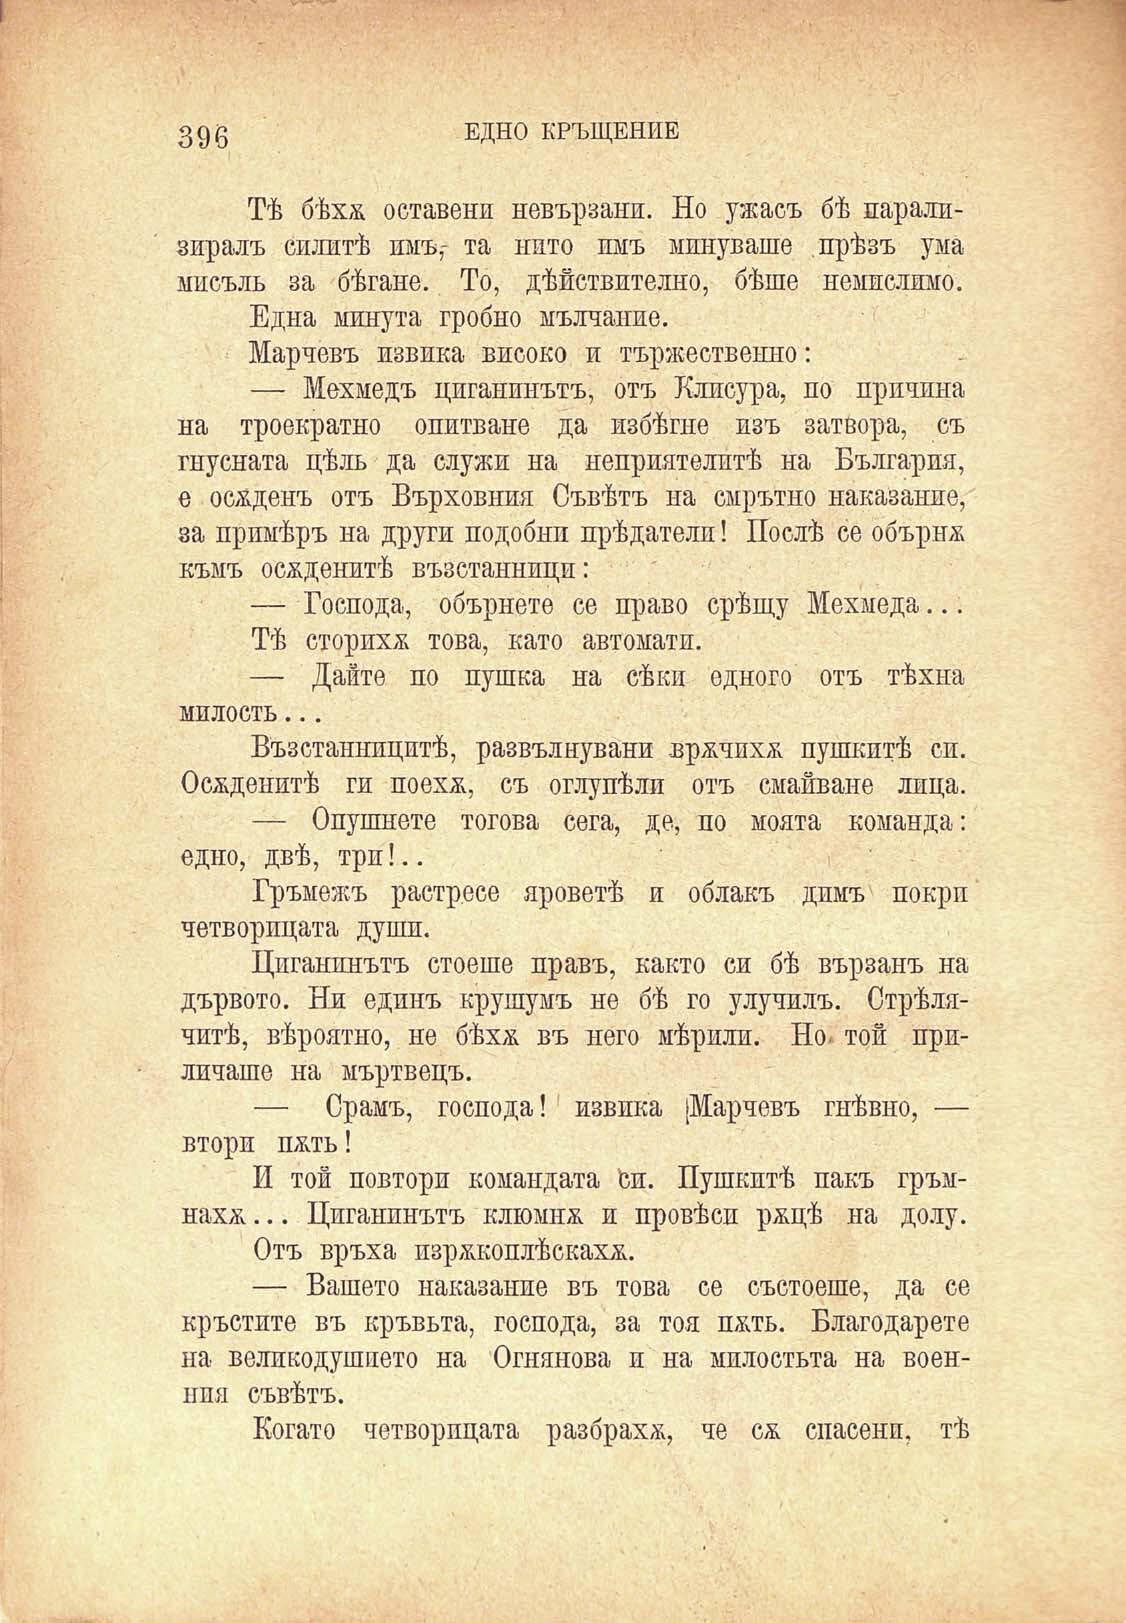 396
ЕДНО КРЪЩЕНИЕ
Тѣ бѣхѫ оставени невързани. Но ужасъ бѣ парали-
зиралъ силитѣ имъ, та нито имъ минуваше прѣзъ ума
мисъль за бѣгане. То, дѣйствително, бѣше немислимо.
Една минута гробно мълчание.
Марчевъ извика високо и тържественно:
— Мехмедъ циганинътъ, отъ Клисура, по причина
на троекратно опитване да избѣгне изъ затвора, съ
гнусната цѣль да служи на неприятелитѣ на България,
е осѫденъ отъ Върховния Съвѣтъ на смрътно наказание,
за примѣръ на други подобни прѣдатели! Послѣ се обърнѫ
къмъ осѫденитѣ възстанници:
— Господа, обърнете се право срѣщу Мехмеда...
Тѣ сторихѫ това, като автомати.
— Дайте по пушка на сѣки едного отъ тѣхна
милость...
Възстанницитѣ, развълнувани врѫчихѫ пушкитѣ си.
Осѫденитѣ ги поехѫ, съ оглупѣли отъ смайване лица.
— Опушнете тогова сега, де, по моята команда:
едно, двѣ, три!..
Гръмежъ растресе яроветѣ и облакъ димъ покри
четворицата души.
Циганинътъ стоеше правъ, както си бѣ вързанъ на
дървото. Ни единъ крушумъ не бѣ го улучилъ. Стрѣля-
читѣ, вѣроятно, не бѣхѫ въ него мѣрили. Но той при-
личаше на мъртвецъ.
— Срамъ, господа! извика Марчевъ гнѣвно, —
втори пѫть!
И той повтори командата си. Пушкитѣ пакъ гръм-
нахѫ... Циганинътъ клюмнѫ и провѣси рѫцѣ на долу.
Отъ връха изрѫкоплѣскахѫ.
— Вашето наказание въ това се състоеше, да се
кръстите въ кръвьта, господа, за тоя пѫть. Благодарете
на великодушието на Огнянова и на милостьта на воен-
ния съвѣтъ.
Когато четворицата разбрахѫ, че сѫ спасени, тѣ